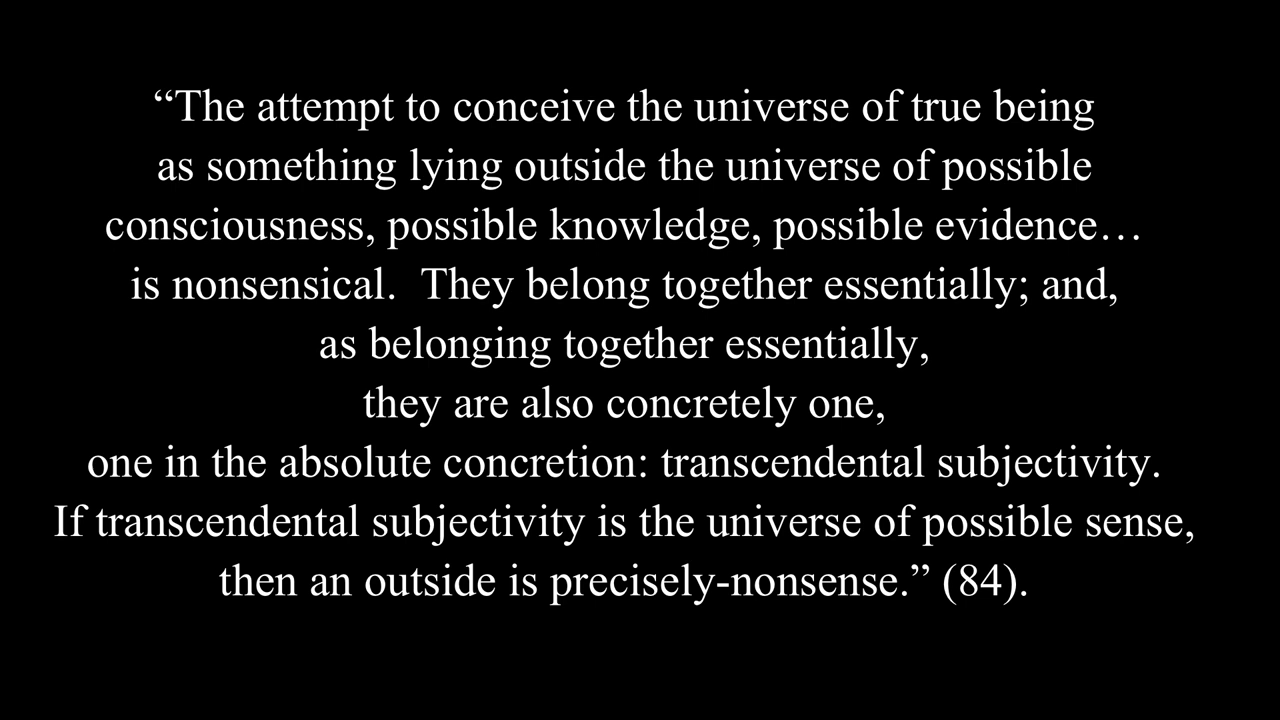 “The attempt to conceive the universe of true being
as something lying outside the universe of possible
consciousness, possible knowledge, possible evidence…
is nonsensical.  They belong together essentially; and,
as belonging together essentially,
they are also concretely one,
one in the absolute concretion: transcendental subjectivity.
If transcendental subjectivity is the universe of possible sense,
then an outside is precisely-nonsense.” (84).